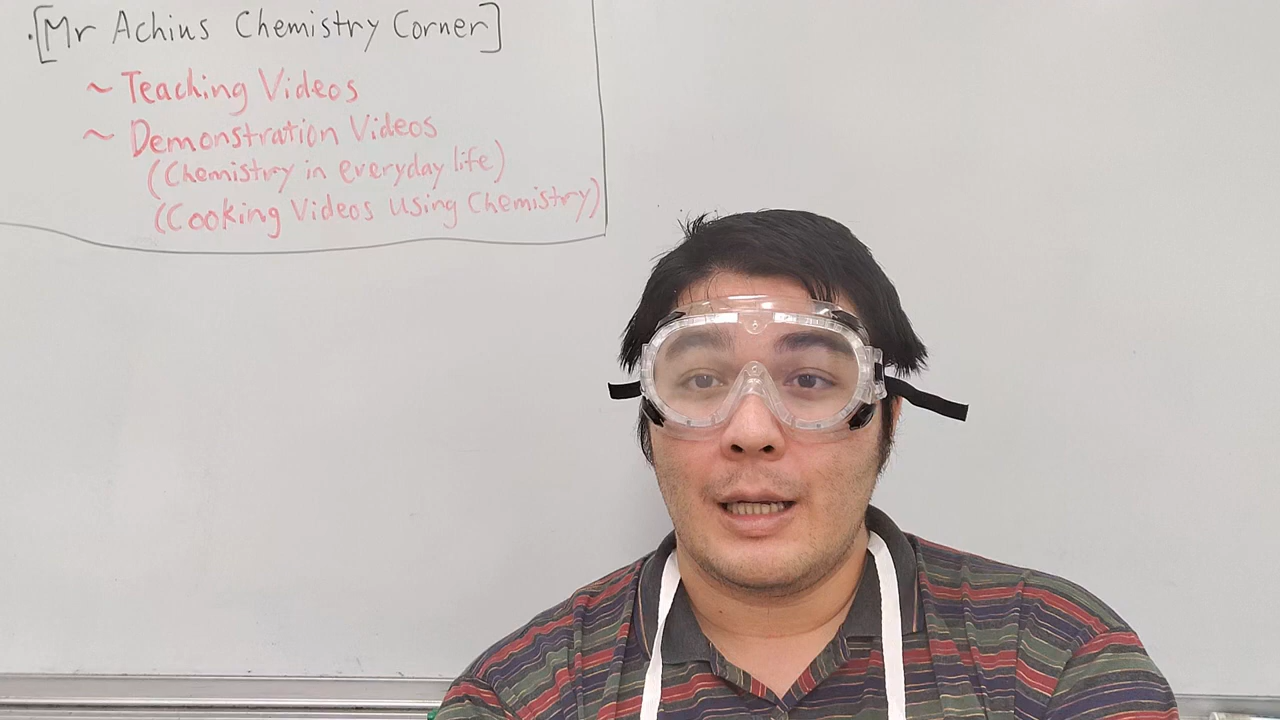 .[Mr Achius Chemistry Corner]
~ Teaching Videos
~ Demonstration Videos
(Chemistry in everyday life)
(Cooking Videos Using Chemistry)